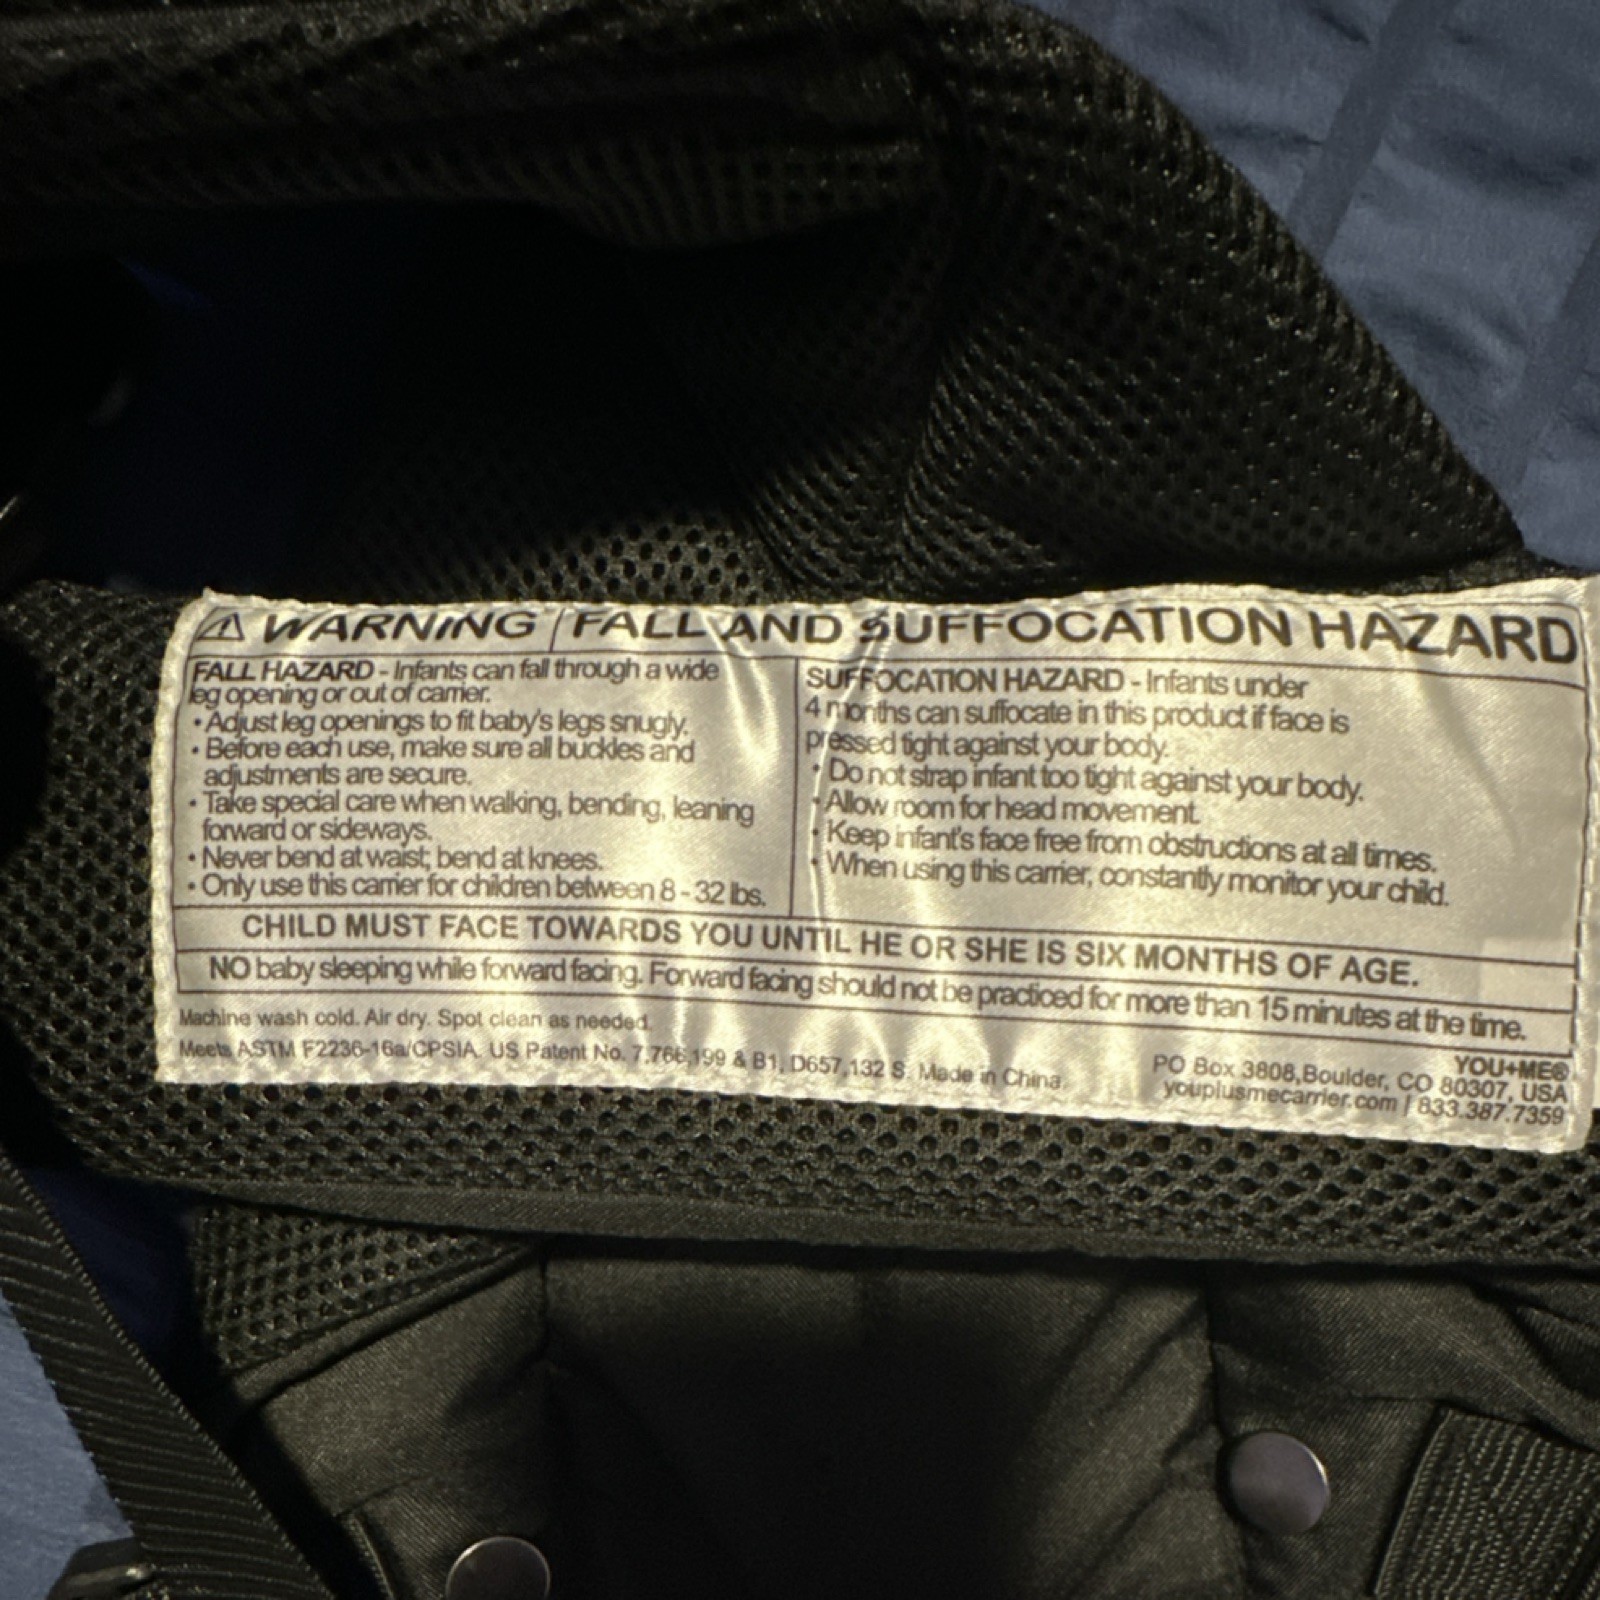 ⚠ WARNING FALL AND SUFFOCATION HAZARD
FALL HAZARD - Infants can fall through a wide
leg opening or out of carrier.
• Adjust leg openings to fit baby's legs snugly.
• Before each use, make sure all buckles and
adjustments are secure.
• Take special care when walking, bending, leaning
forward or sideways.
• Never bend at waist; bend at knees.
• Only use this carrier for children between 8 - 32 lbs.
SUFFOCATION HAZARD - Infants under
4 months can suffocate in this product if face is
pressed tight against your body.
• Do not strap infant too tight against your body.
• Allow room for head movement.
• Keep infant's face free from obstructions at all times.
• When using this carrier, constantly monitor your child.
CHILD MUST FACE TOWARDS YOU UNTIL HE OR SHE IS SIX MONTHS OF AGE.
NO baby sleeping while forward facing. Forward facing should not be practiced for more than 15 minutes at the time.
Machine wash cold. Air dry. Spot clean as needed.
Meets ASTM F2236-16a/CPSIA. US Patent No. 7,766,199 & B1, D657,132 S. Made in China.
YOU+ME®
PO Box 3808, Boulder, CO 80307, USA
youplusmecarrier.com | 833.387.7359